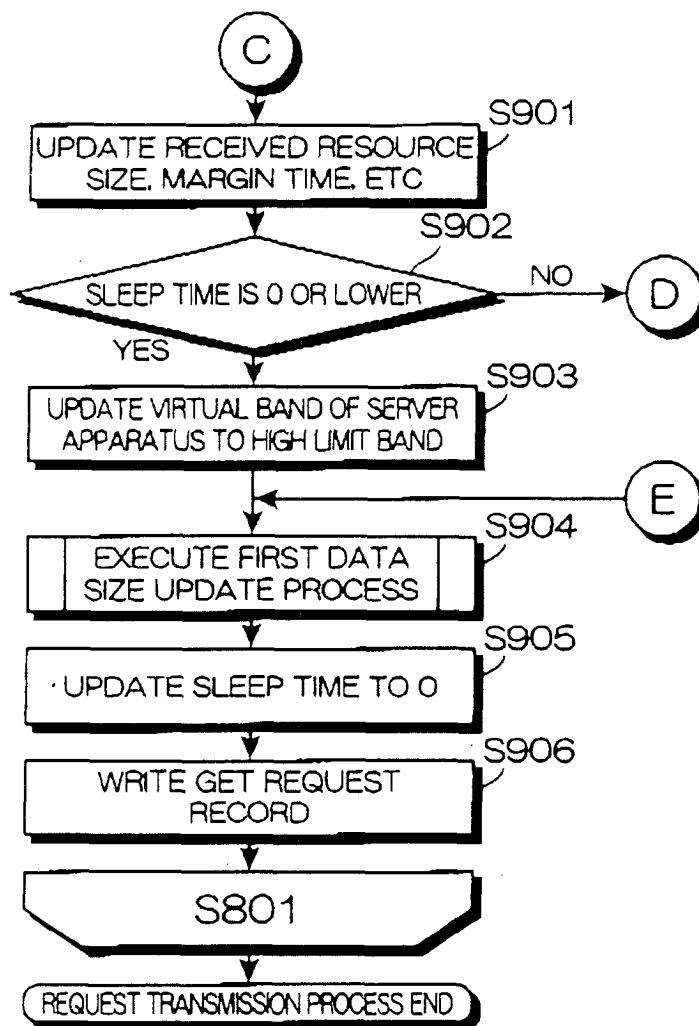 C
S901
UPDATE RECEIVED RESOURCE
SIZE, MARGIN TIME, ETC
S902
SLEEP TIME IS 0 OR LOWER
NO
D
YES
S903
UPDATE VIRTUAL BAND OF SERVER
APPARATUS TO HIGH LIMIT BAND
E
S904
EXECUTE FIRST DATA
SIZE UPDATE PROCESS
S905
UPDATE SLEEP TIME TO 0
S906
WRITE GET REQUEST
RECORD
S801
REQUEST TRANSMISSION PROCESS END